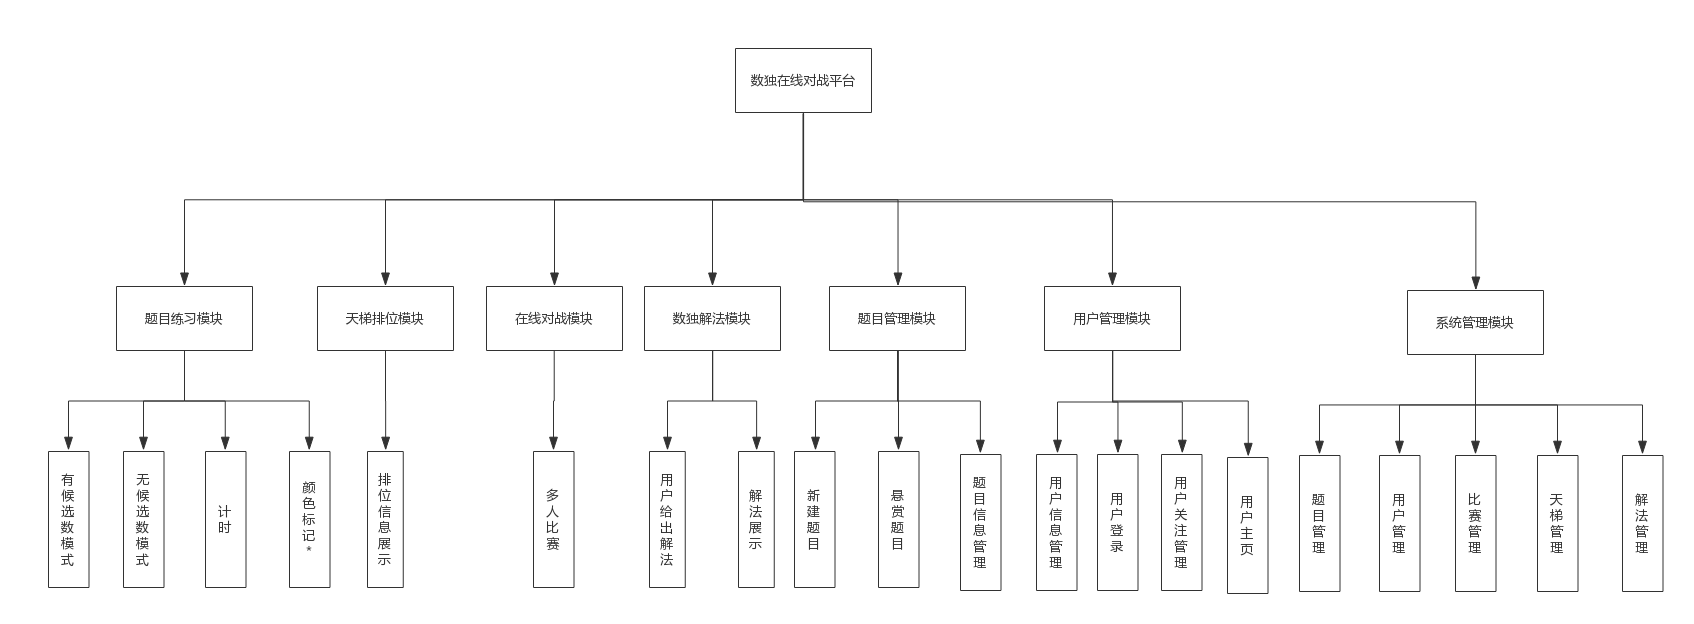 数独在线对战平台
题目练习模块
天梯排位模块
在线对战模块
数独解法模块
题目管理模块
用户管理模块
系统管理模块
有候选数模式
无候选数模式
计时
颜色标记*
排位信息展示
多人比赛
用户给出解法
解法展示
新建题目
悬赏题目
题目信息管理
用户信息管理
用户登录
用户关注管理
用户主页
题目管理
用户管理
比赛管理
天梯管理
解法管理